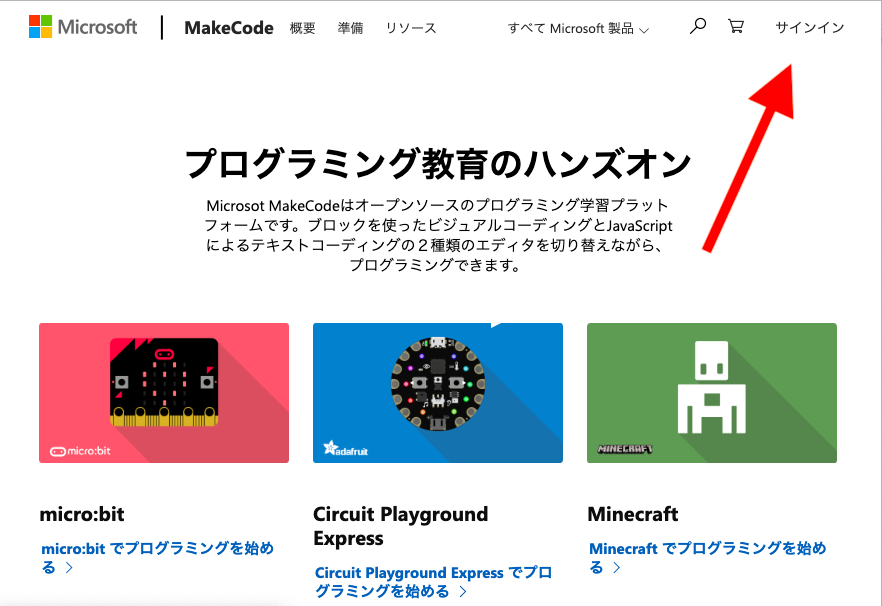 Microsoft | MakeCode 概要 準備 リソース すべて Microsoft 製品 サインイン
プログラミング教育のハンズオン
Microsot MakeCodeはオープンソースのプログラミング学習プラット
フォームです。ブロックを使ったビジュアルコーディングとJavaScript
によるテキストコーディングの２種類のエディタを切り替えながら、
プログラミングできます。
micro:bit adafruit MINECRAFT
micro:bit
micro:bit でプログラミングを始め
る
Circuit Playground
Express
Circuit Playground Express でプロ
グラミングを始める
Minecraft
Minecraft でプログラミングを始め
る